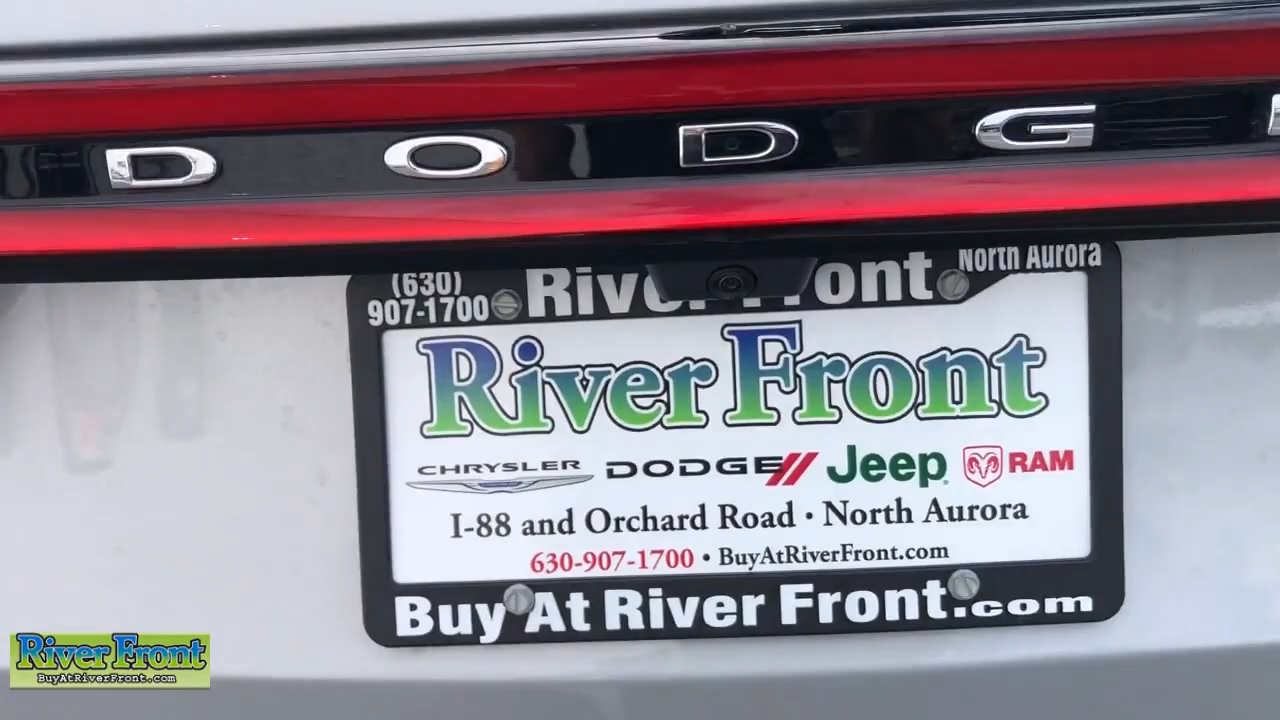 DODG
(630)
907-1700
River Front
North Aurora
River Front
CHRYSLER DODGE Jeep RAM
I-88 and Orchard Road • North Aurora
630-907-1700 • BuyAtRiverFront.com
Buy At River Front.com
River Front
BuyAtRiverFront.com